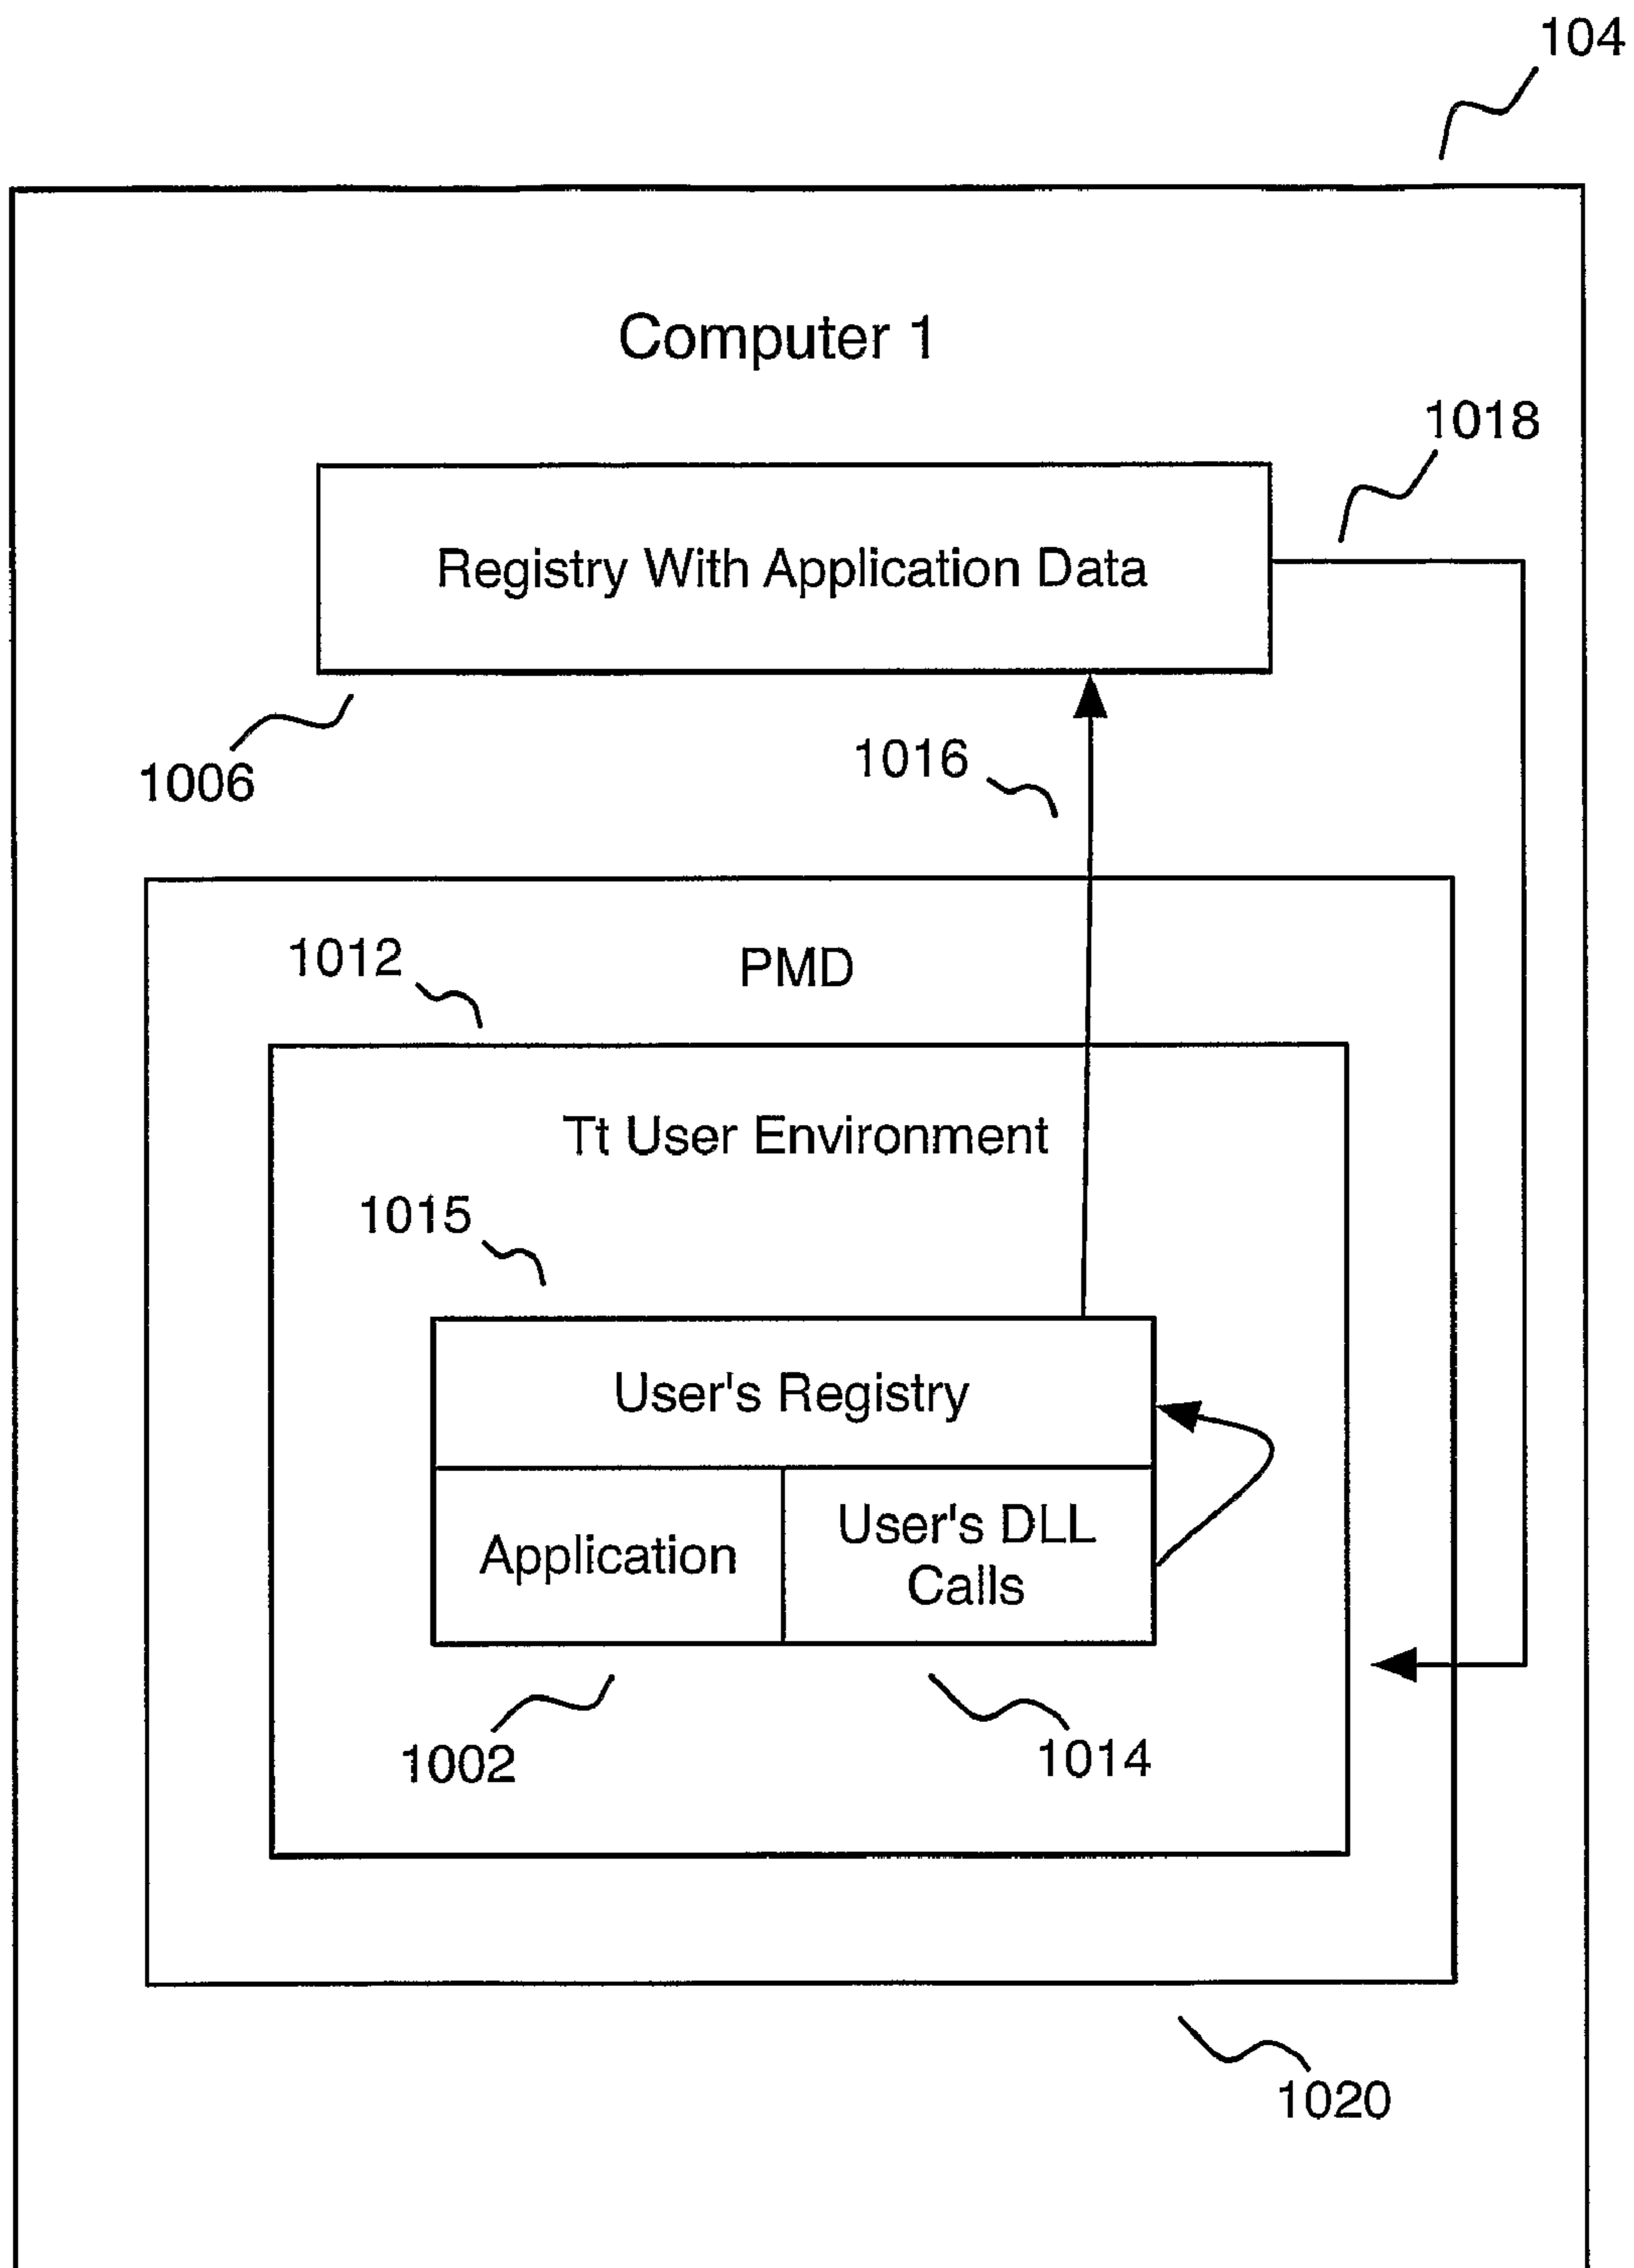 104
Computer 1
1018
Registry With Application Data
1016
1006
1012
PMD
Tt User Environment
1015
User's Registry
Application
User's DLL
Calls
1002
1014
1020